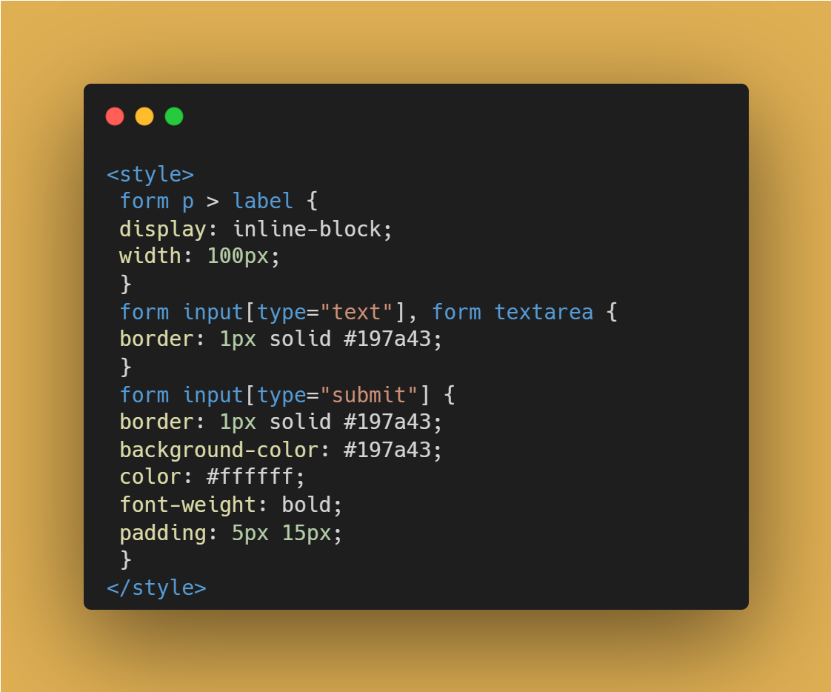 <style>
form p > label {
display: inline-block;
width: 100px;
}
form input[type="text"], form textarea {
border: 1px solid #197a43;
}
form input[type="submit"] {
border: 1px solid #197a43;
background-color: #197a43;
color: #ffffff;
font-weight: bold;
padding: 5px 15px;
}
</style>